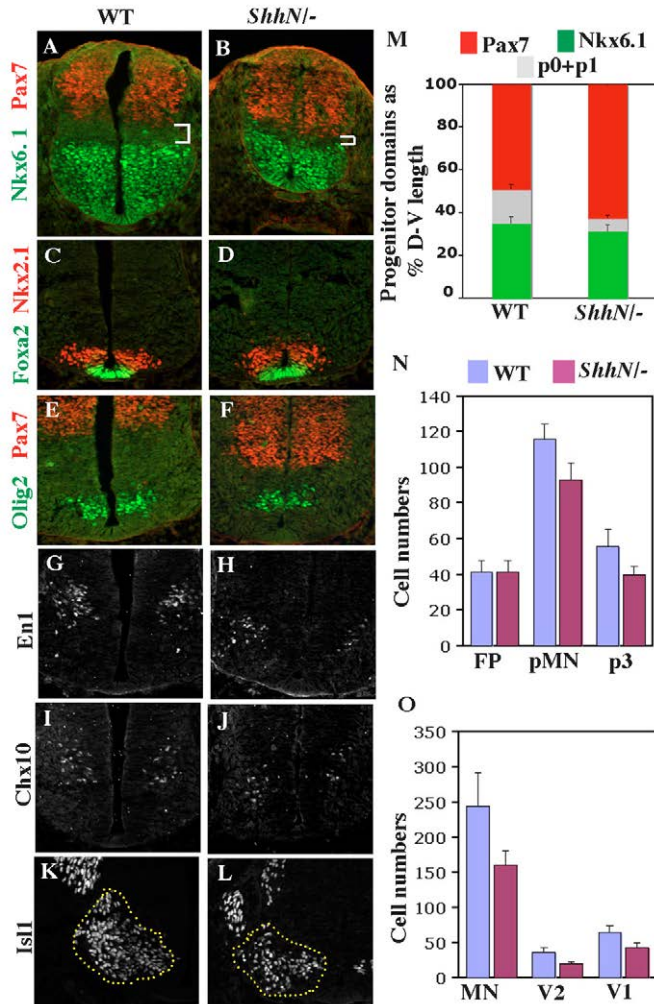 WT
ShhN/-
A
B
Nkx6.1 Pax7
C
D
Foxa2 Nkx2.1
E
F
Olig2 Pax7
G
H
En1
I
J
Chx10
K
L
Isl1
M
Pax7
Nkx6.1
p0+p1
Progenitor domains as
% D-V length
100
80
60
40
20
0
WT
ShhN/-
N
WT
ShhN/-
Cell numbers
140
120
100
80
60
40
20
0
FP
pMN
p3
O
Cell numbers
350
300
250
200
150
100
50
0
MN
V2
V1